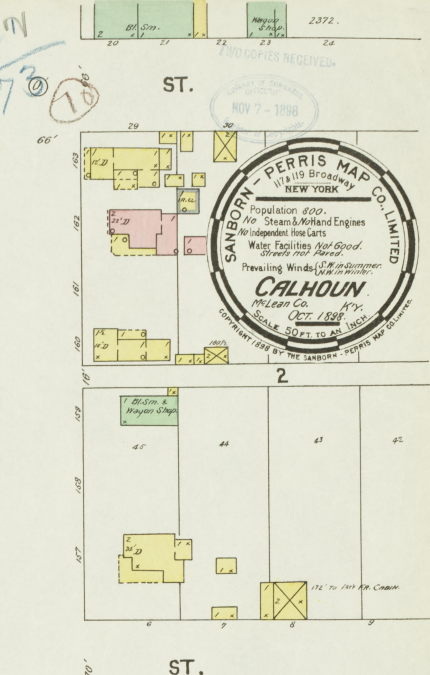 Bl. Sm.
Wagon
Shop.
2372.
2
20
21
22
23
24
TWO COPIES RECEIVED.
ST.
NOV 7 - 1898
66'
29
30
163
162
161
160
SANBORN - PERRIS MAP CO., LIMITED
117 & 119 Broadway
NEW YORK
Population 800.
No Steam & No Hand Engines
No Independent Hose Carts
Water Facilities Not Good.
Streets not Paved.
Prevailing Winds S.W. in Summer.
N.W. in Winter.
CALHOUN
McLean Co. KY.
OCT. 1898.
SCALE 50 FT. TO AN INCH.
COPYRIGHT 1898 BY THE SANBORN - PERRIS MAP CO. LIMITED
16'
2
159
Bl. Sm. &
Wagon Shop
45
44
43
42
158
157
2
D
6
7
8
9
ST.